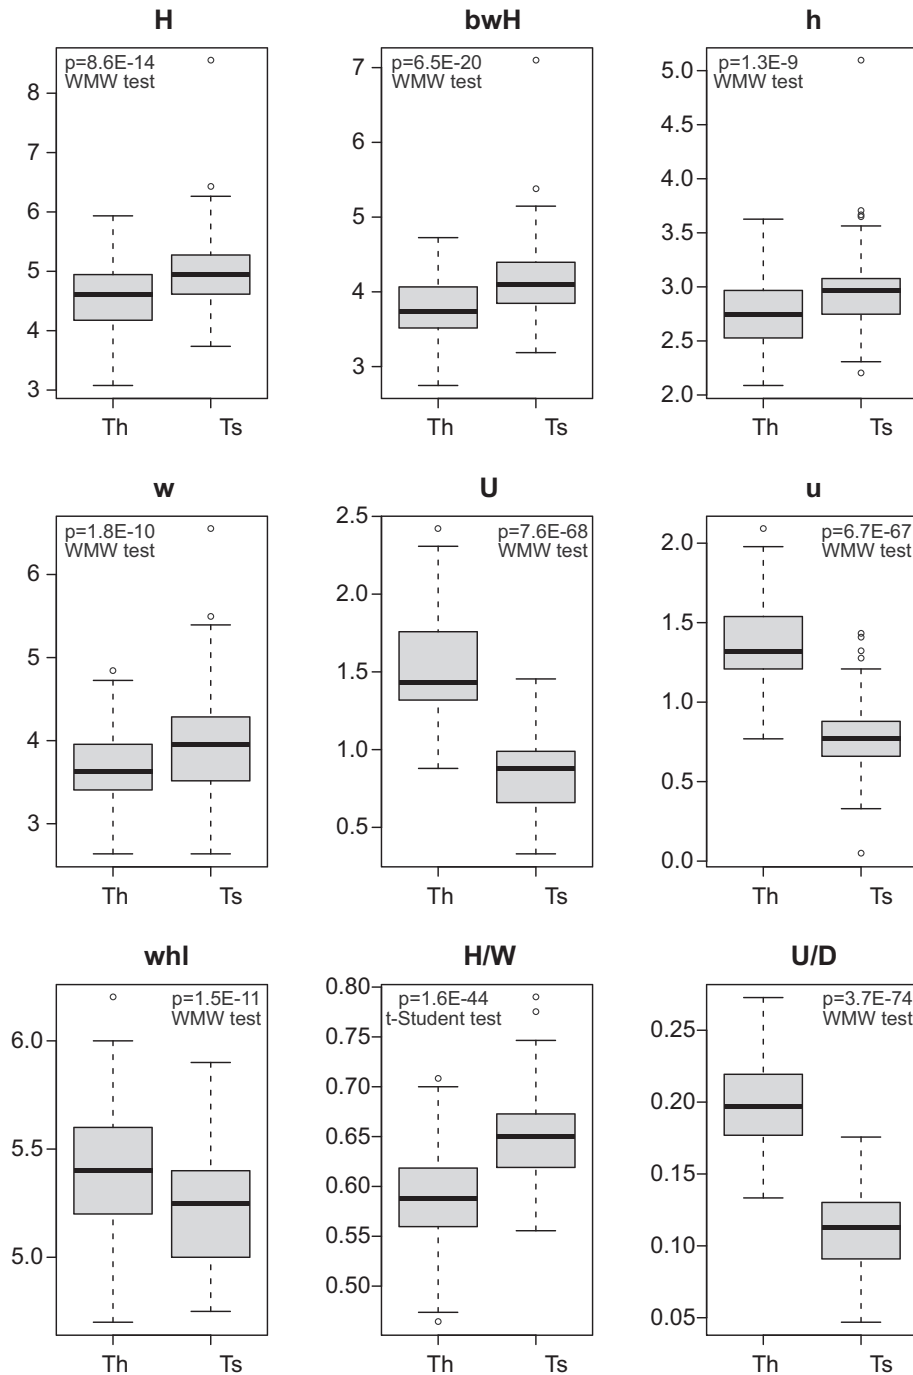 H
p=8.6E-14
WMW test
8
7
6
5
4
3
Th Ts
bwH
p=6.5E-20
WMW test
7
6
5
4
3
Th Ts
h
p=1.3E-9
WMW test
5.0
4.5
4.0
3.5
3.0
2.5
2.0
Th Ts
w
p=1.8E-10
WMW test
6
5
4
3
Th Ts
U
p=7.6E-68
WMW test
2.5
2.0
1.5
1.0
0.5
Th Ts
u
p=6.7E-67
WMW test
2.0
1.5
1.0
0.5
0.0
Th Ts
whl
p=1.5E-11
WMW test
6.0
5.5
5.0
Th Ts
H/W
p=1.6E-44
t-Student test
0.80
0.75
0.70
0.65
0.60
0.55
0.50
Th Ts
U/D
p=3.7E-74
WMW test
0.25
0.20
0.15
0.10
0.05
Th Ts